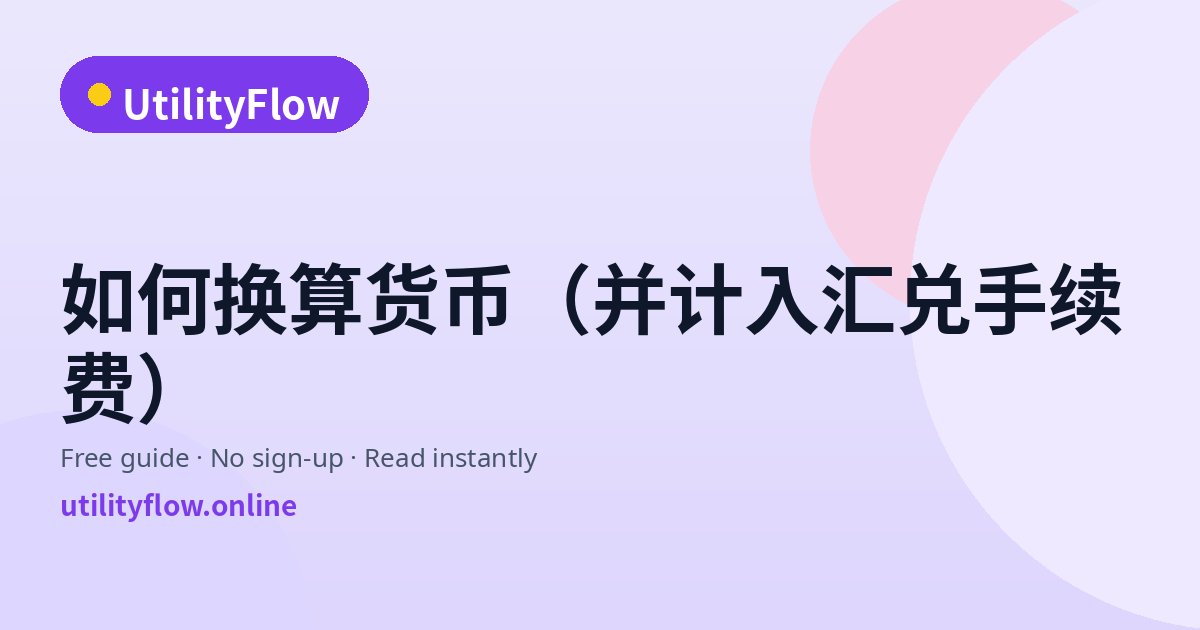 UtilityFlow
如何换算货币（并计入汇兑手续
费）
Free guide · No sign-up · Read instantly
utilityflow.online